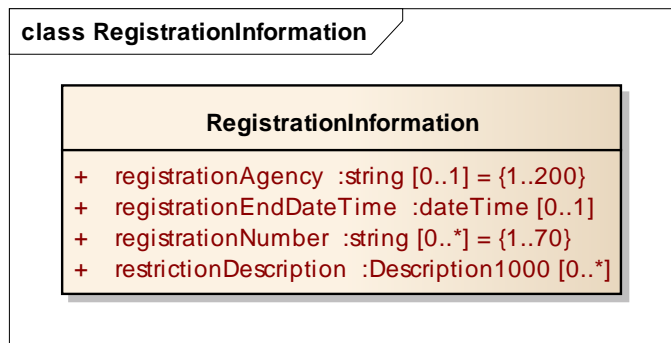 class RegistrationInformation
RegistrationInformation
+ registrationAgency :string [0..1] = {1..200}
+ registrationEndDateTime :dateTime [0..1]
+ registrationNumber :string [0..*] = {1..70}
+ restrictionDescription :Description1000 [0..*]